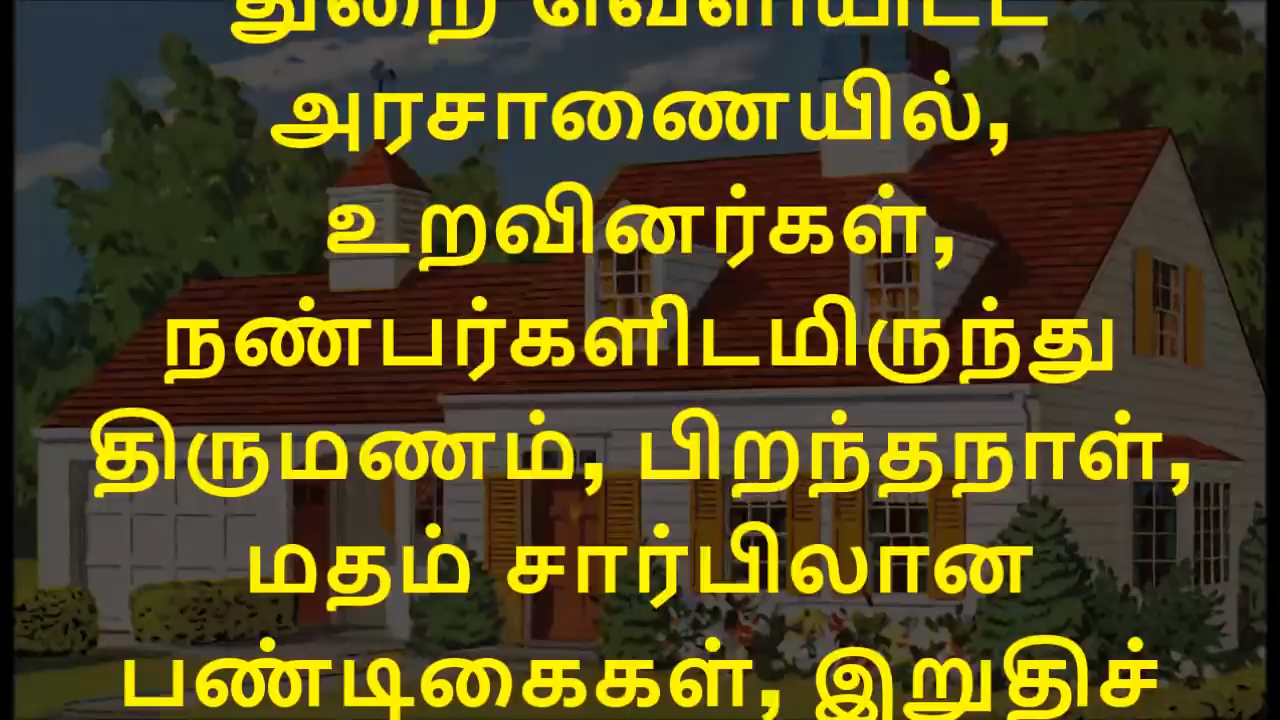 துறை வெளியிட்ட
அரசாணையில்,
உறவினர்கள்,
நண்பர்களிடமிருந்து
திருமணம், பிறந்தநாள்,
மதம் சார்பிலான
பண்டிகைகள், இறுதிச்